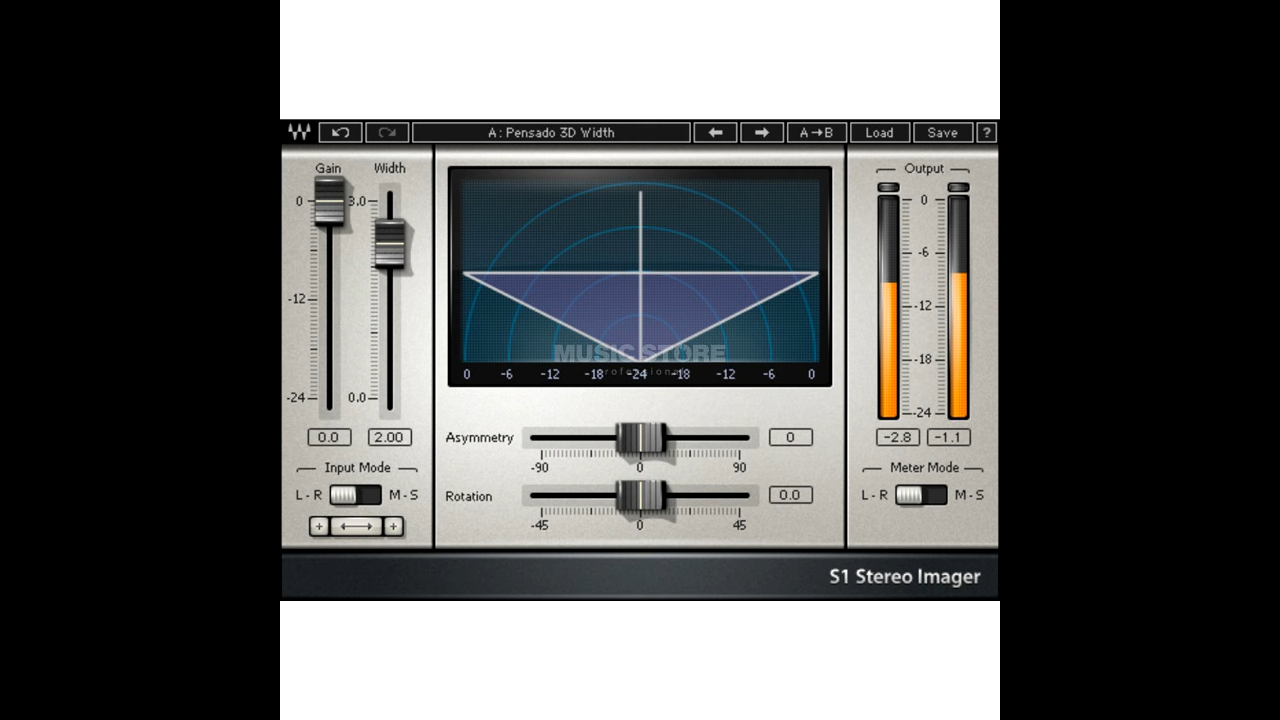 A: Pensado 3D Width
A→B
Load
Save
?
Gain
Width
0
3.0
-12
-24
0.0
0.0
2.00
Input Mode
L - R
M - S
+
+
MUSIC STORE
professional
0 -6 -12 -18 -24 -18 -12 -6 0
Asymmetry
0
-90 0 90
Rotation
0.0
-45 0 45
Output
0
-6
-12
-18
-24
-2.8 -1.1
Meter Mode
L - R
M - S
S1 Stereo Imager